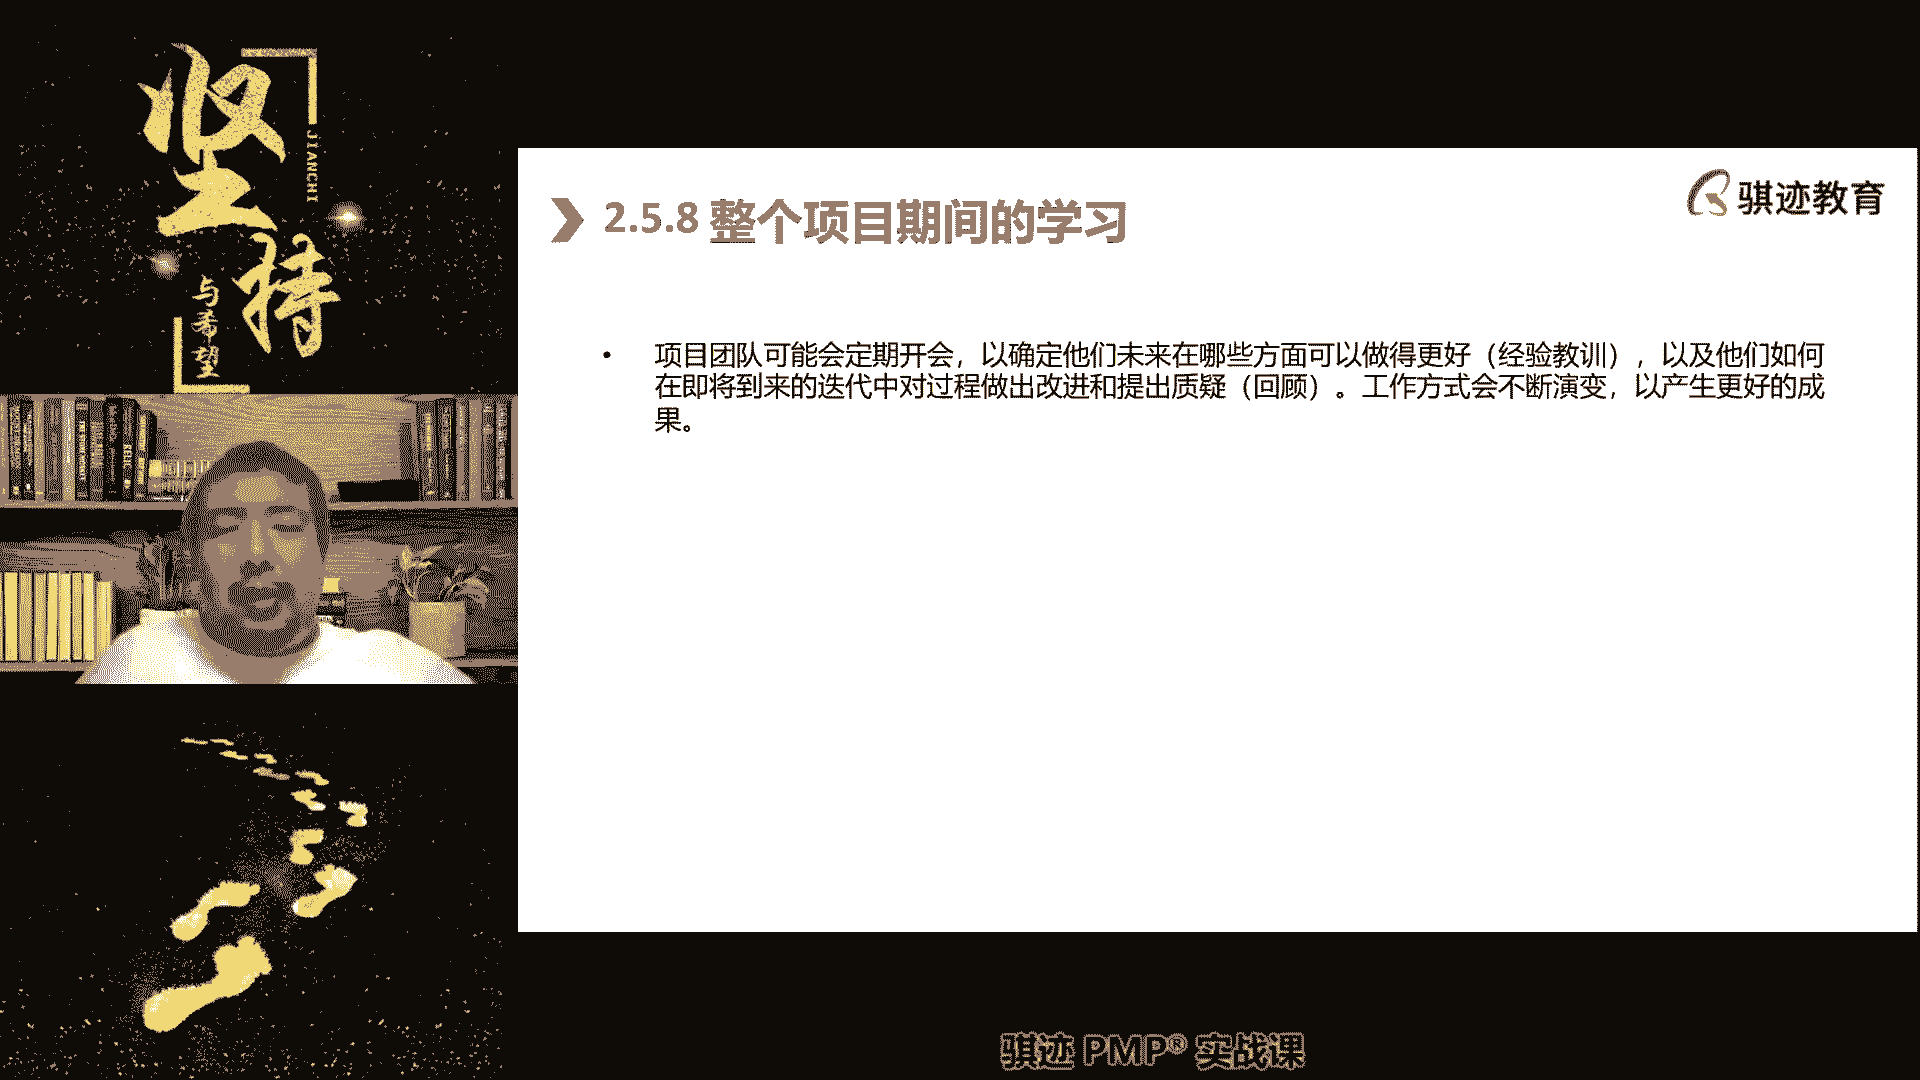 坚持
JIANCHI
与希望
骐迹教育
2.5.8 整个项目期间的学习
• 项目团队可能会定期开会，以确定他们未来在哪些方面可以做得更好（经验教训），以及他们如何
在即将到来的迭代中对过程做出改进和提出质疑（回顾）。工作方式会不断演变，以产生更好的成
果。
骐迹 PMP® 实战课